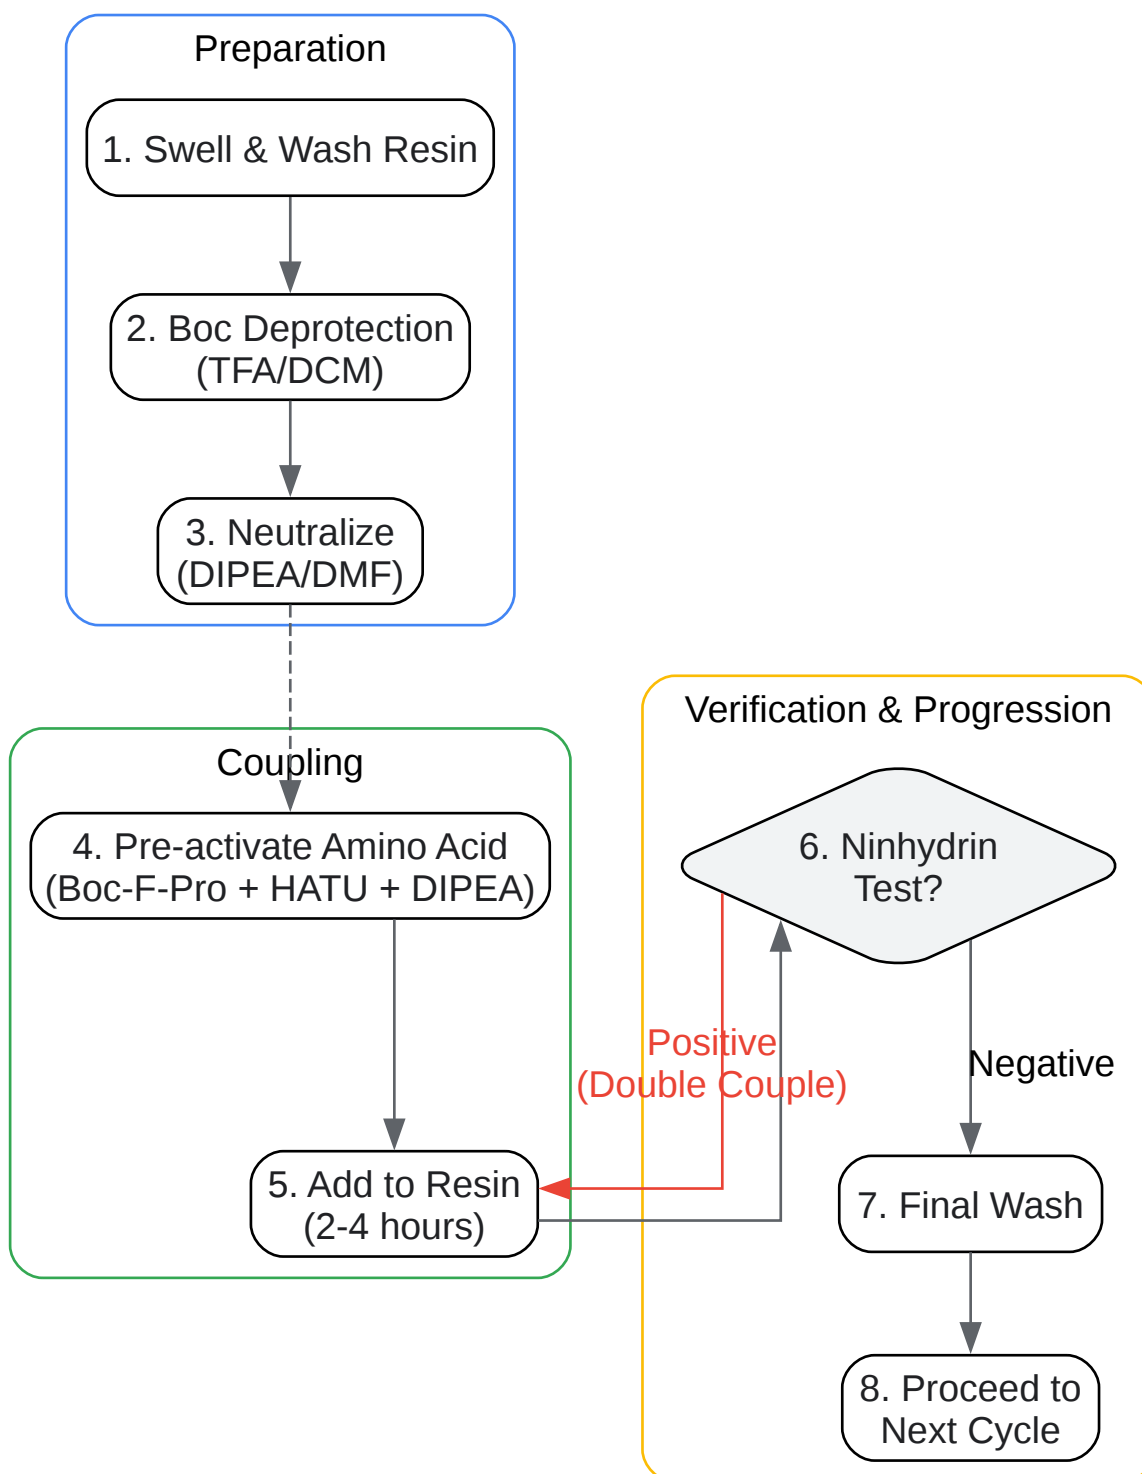 Preparation
1. Swell & Wash Resin
2. Boc Deprotection
(TFA/DCM)
3. Neutralize
(DIPEA/DMF)
Coupling
4. Pre-activate Amino Acid
(Boc-F-Pro + HATU + DIPEA)
5. Add to Resin
(2-4 hours)
Verification & Progression
6. Ninhydrin
Test?
Positive
(Double Couple)
Negative
7. Final Wash
8. Proceed to
Next Cycle